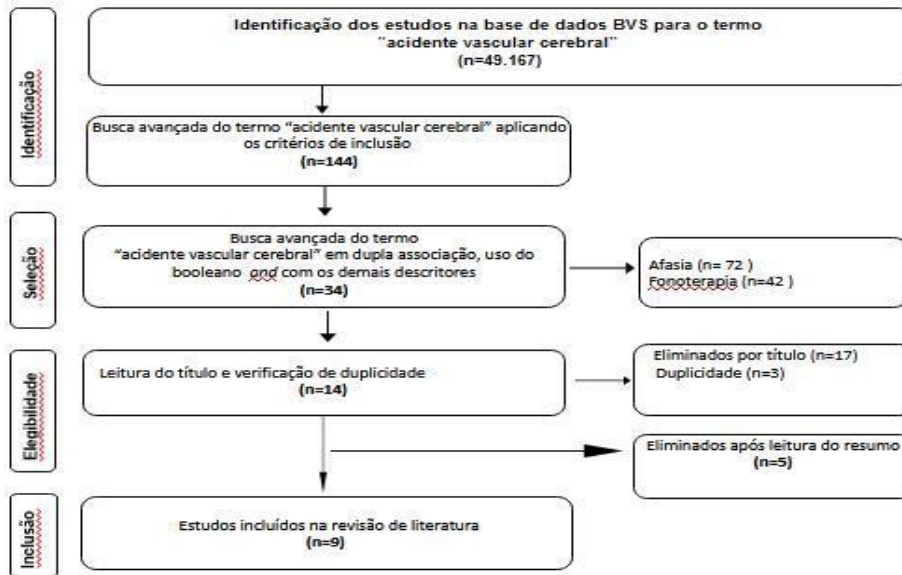 Identificação
Identificação dos estudos na base de dados BVS para o termo
"acidente vascular cerebral"
(n=49.167)
Busca avançada do termo “acidente vascular cerebral” aplicando
os critérios de inclusão
(n=144)
Seleção
Busca avançada do termo
“acidente vascular cerebral” em dupla associação, uso do
booleano and com os demais descritores
(n=34)
Afasia (n= 72 )
Fonoterapia (n=42 )
Elegibilidade
Leitura do título e verificação de duplicidade
(n=14)
Eliminados por título (n=17)
Duplicidade (n=3)
Eliminados após leitura do resumo
(n=5)
Inclusão
Estudos incluídos na revisão de literatura
(n=9)